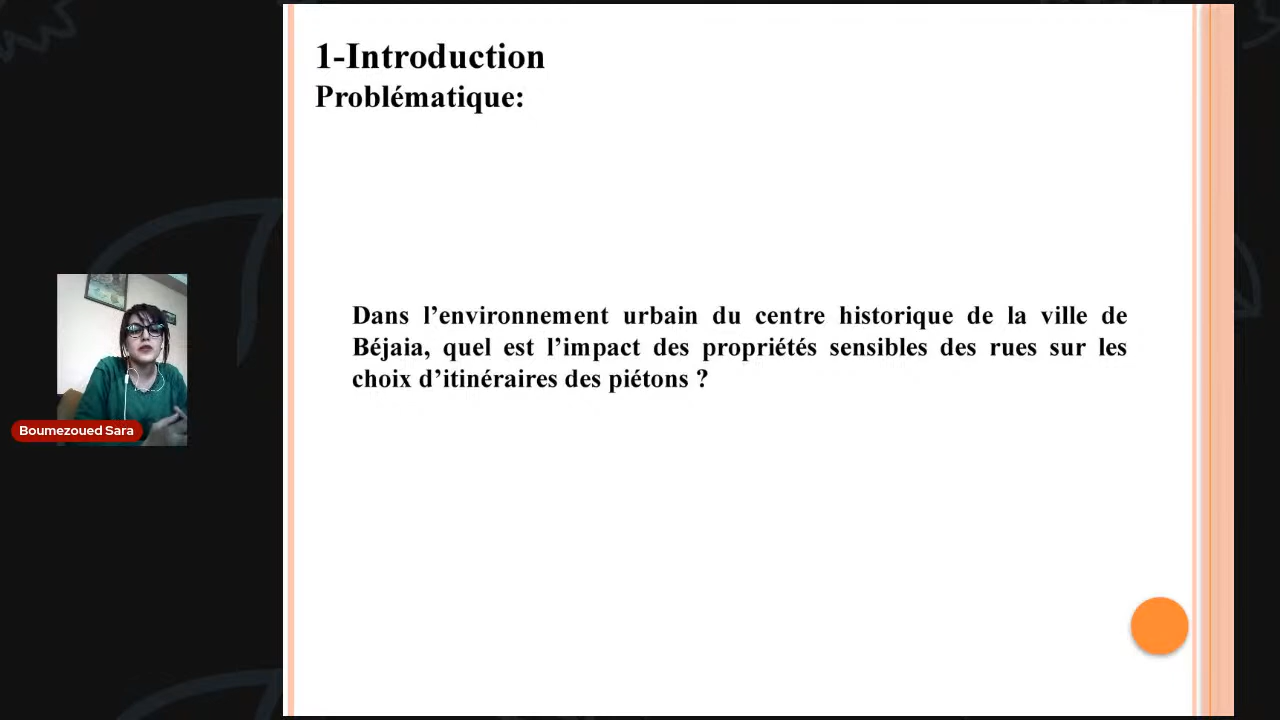 1-Introduction
Problématique:
Dans l’environnement urbain du centre historique de la ville de
Béjaia, quel est l’impact des propriétés sensibles des rues sur les
choix d’itinéraires des piétons ?
Boumezoued Sara